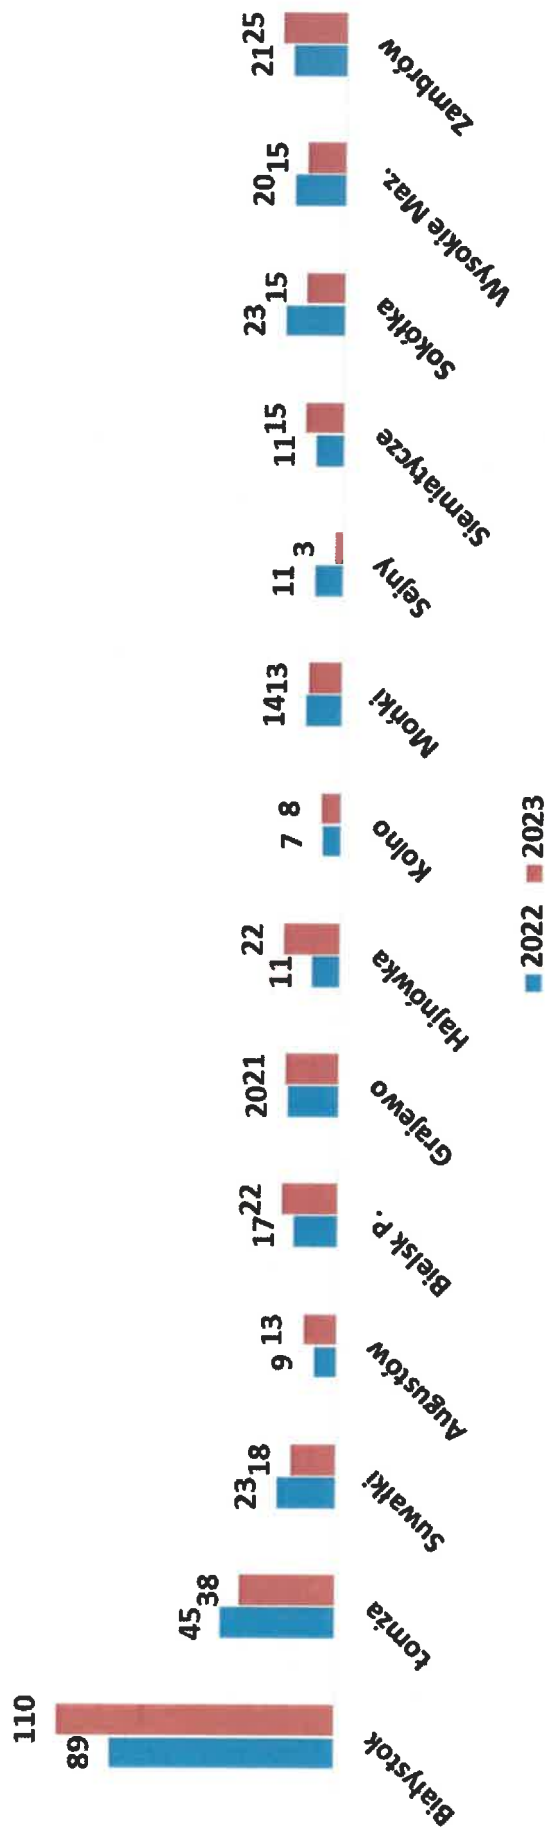 110
89
45
38
23
18
9
13
17
22
20
21
11
22
7
8
14
13
11
3
11
15
23
15
20
15
21
25
Białystok
Łomża
Suwałki
Augustów
Bielsk P.
Grajewo
Hajnówka
Kolno
Mońki
Sejny
Siemiatycze
Sokółka
Wysokie Maz.
Zambrów
2022
2023